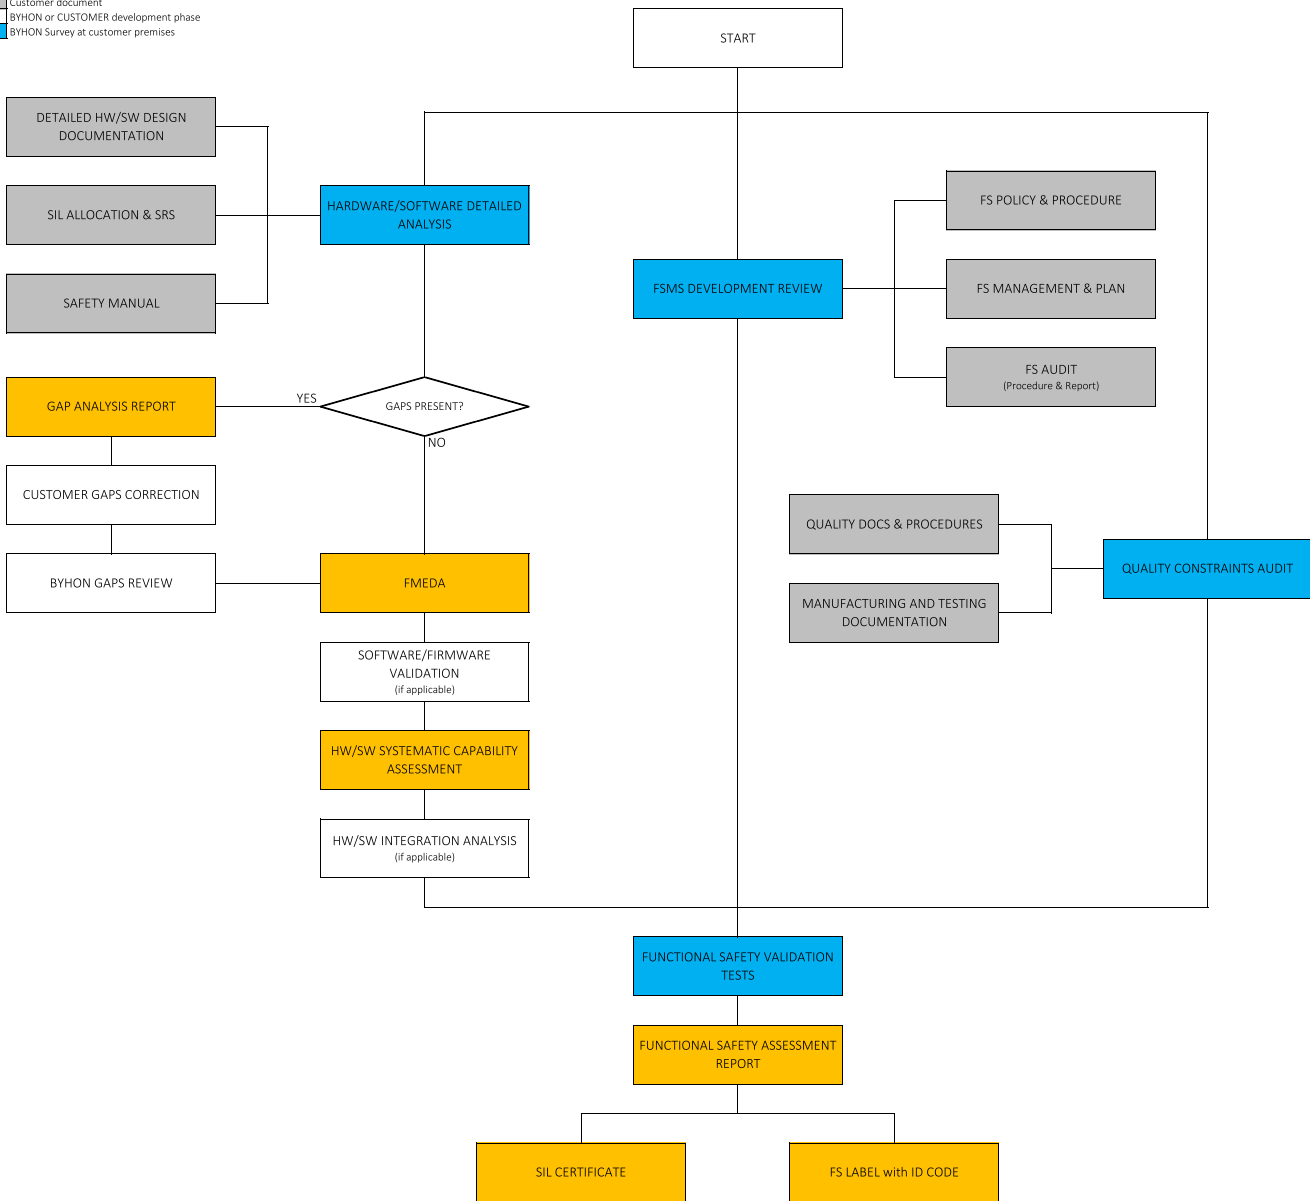 Customer document
BYHON or CUSTOMER development phase
BYHON Survey at customer premises
START
DETAILED HW/SW DESIGN
DOCUMENTATION
SIL ALLOCATION & SRS
SAFETY MANUAL
HARDWARE/SOFTWARE DETAILED
ANALYSIS
FSMS DEVELOPMENT REVIEW
FS POLICY & PROCEDURE
FS MANAGEMENT & PLAN
FS AUDIT
(Procedure & Report)
GAP ANALYSIS REPORT
YES
GAPS PRESENT?
NO
CUSTOMER GAPS CORRECTION
BYHON GAPS REVIEW
FMEDA
QUALITY DOCS & PROCEDURES
MANUFACTURING AND TESTING
DOCUMENTATION
QUALITY CONSTRAINTS AUDIT
SOFTWARE/FIRMWARE
VALIDATION
(if applicable)
HW/SW SYSTEMATIC CAPABILITY
ASSESSMENT
HW/SW INTEGRATION ANALYSIS
(if applicable)
FUNCTIONAL SAFETY VALIDATION
TESTS
FUNCTIONAL SAFETY ASSESSMENT
REPORT
SIL CERTIFICATE
FS LABEL with ID CODE